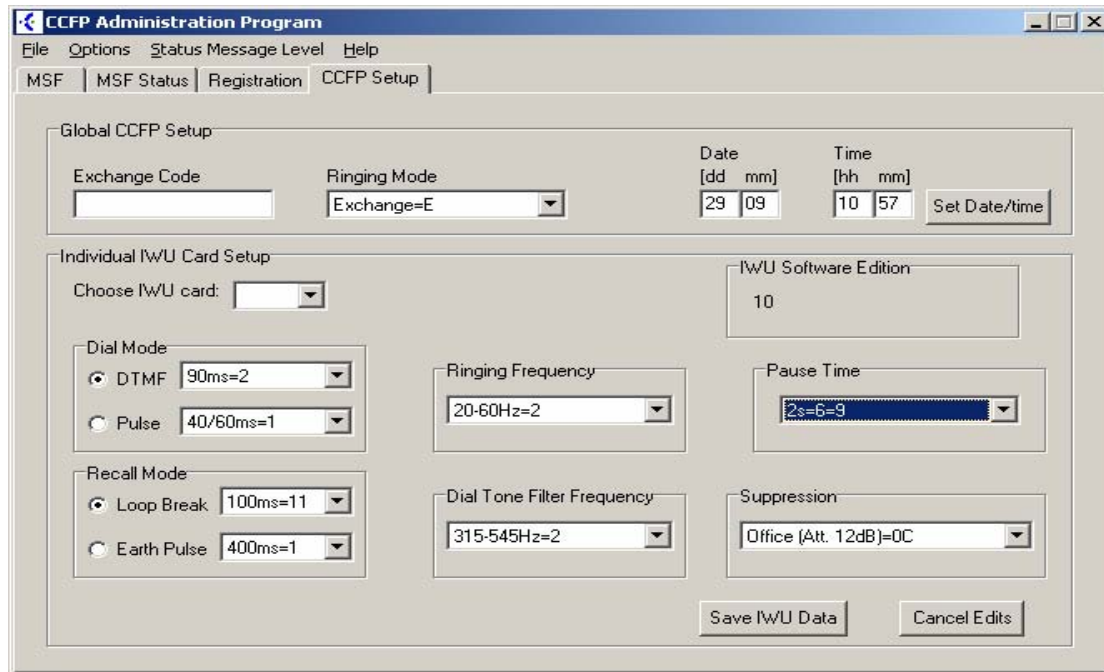 CCFP Administration Program
File Options Status Message Level Help
MSF MSF Status Registration CCFP Setup
Global CCFP Setup
Exchange Code
Ringing Mode
Exchange=E
Date
[dd mm]
29 09
Time
[hh mm]
10 57
Set Date/time
Individual IWU Card Setup
Choose IWU card:
IWU Software Edition
10
Dial Mode
DTMF 90ms=2
Pulse 40/60ms=1
Ringing Frequency
20-60Hz=2
Pause Time
2s=6=9
Recall Mode
Loop Break 100ms=11
Earth Pulse 400ms=1
Dial Tone Filter Frequency
315-545Hz=2
Suppression
Office (Att. 12dB)=0C
Save IWU Data
Cancel Edits